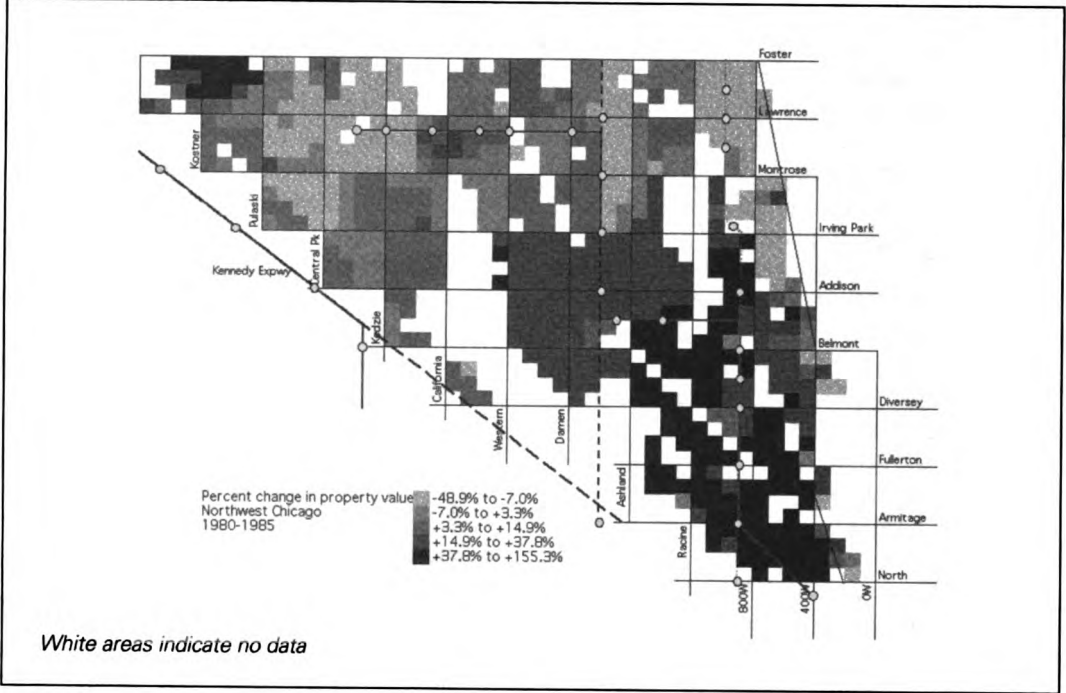 Foster
Lawrence
Kostner
Montrose
Pulaski
Irving Park
Central Pk
Kennedy Expwy
Addison
Kedzie
Belmont
California
Diversey
Western
Damen
Fullerton
Ashland
Percent change in property value
Northwest Chicago
1980-1985
-48.9% to -7.0%
-7.0% to +3.3%
+3.3% to +14.9%
+14.9% to +37.8%
+37.8% to +155.3%
Armitage
Racine
North
800W
400W
0W
White areas indicate no data